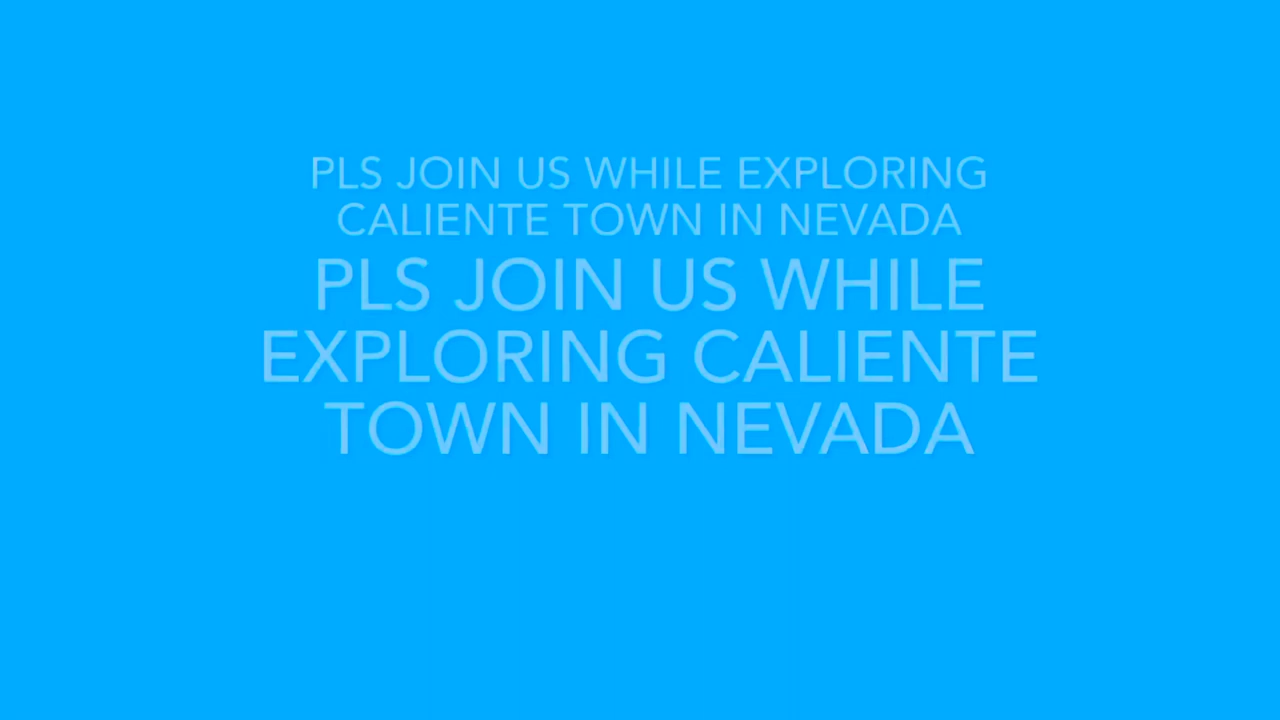 PLS JOIN US WHILE EXPLORING
CALIENTE TOWN IN NEVADA
PLS JOIN US WHILE
EXPLORING CALIENTE
TOWN IN NEVADA